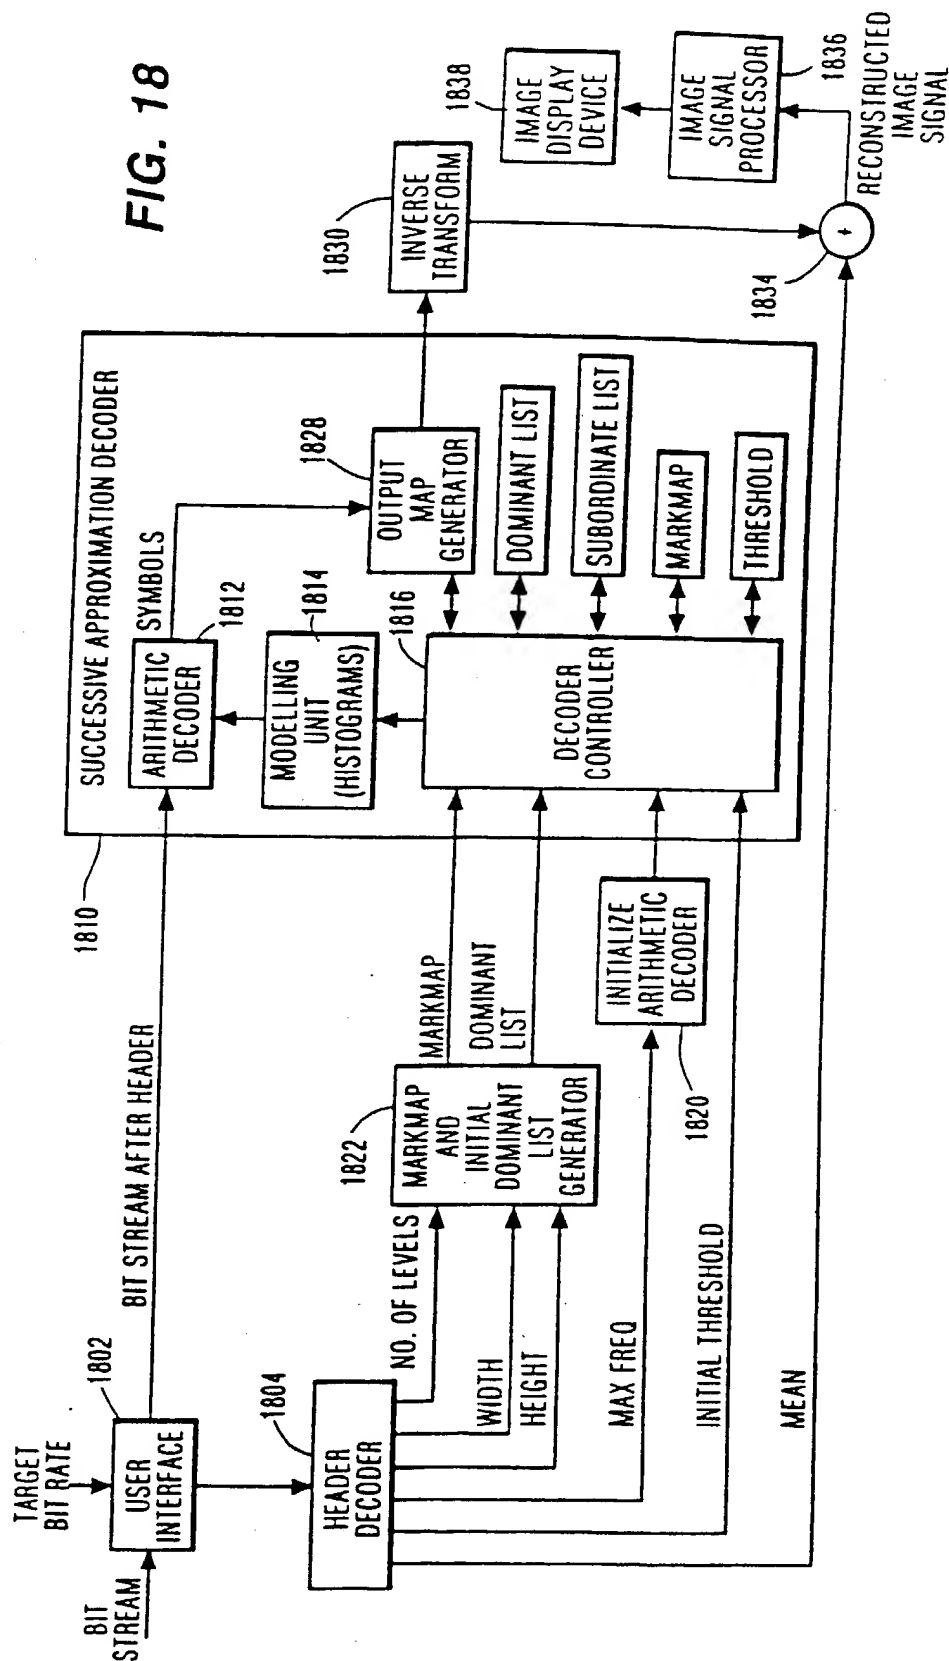 FIG. 18
TARGET
BIT RATE
BIT
STREAM
1802
USER
INTERFACE
BIT STREAM AFTER HEADER
1804
HEADER
DECODER
NO. OF LEVELS
WIDTH
HEIGHT
MAX FREQ
INITIAL THRESHOLD
MEAN
1822
MARKMAP
AND
INITIAL
DOMINANT
LIST
GENERATOR
MARKMAP
DOMINANT
LIST
INITIALIZE
ARITHMETIC
DECODER
1820
1810
SUCCESSIVE APPROXIMATION DECODER
ARITHMETIC
DECODER
SYMBOLS
1812
MODELLING
UNIT
(HISTOGRAMS)
1814
1816
DECODER
CONTROLLER
1828
OUTPUT
MAP
GENERATOR
DOMINANT LIST
SUBORDINATE LIST
MARKMAP
THRESHOLD
1830
INVERSE
TRANSFORM
1834
+
RECONSTRUCTED
IMAGE
SIGNAL
IMAGE
SIGNAL
PROCESSOR
1836
IMAGE
DISPLAY
DEVICE
1838